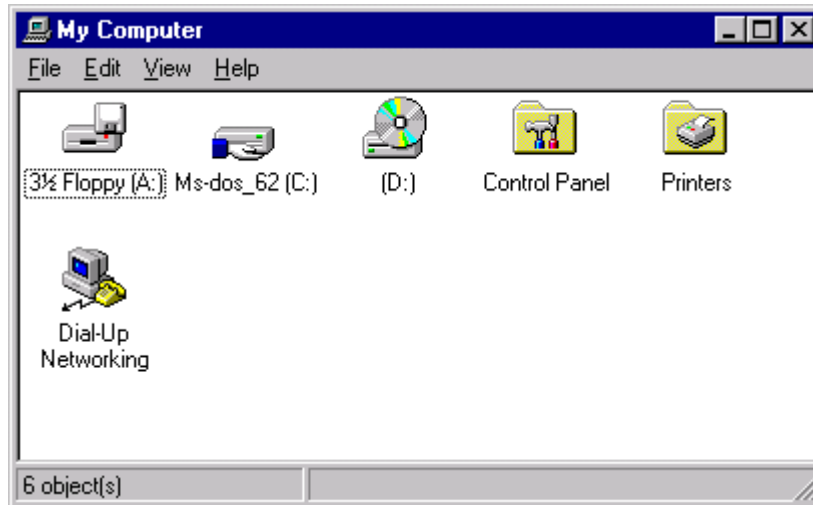 My Computer
File Edit View Help
3½ Floppy (A:) Ms-dos_62 (C:) (D:) Control Panel Printers
Dial-Up
Networking
6 object(s)